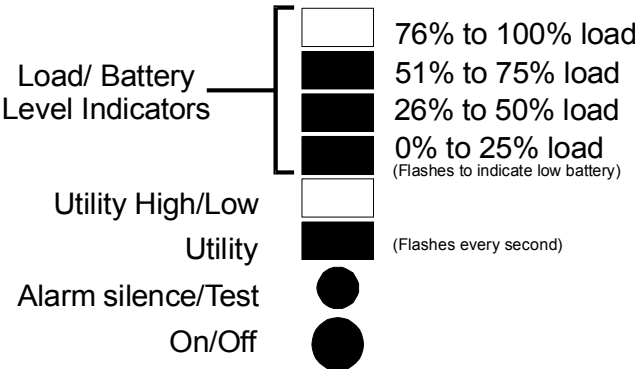 76% to 100% load
Load/ Battery
Level Indicators
51% to 75% load
26% to 50% load
0% to 25% load
(Flashes to indicate low battery)
Utility High/Low
Utility
(Flashes every second)
Alarm silence/Test
On/Off